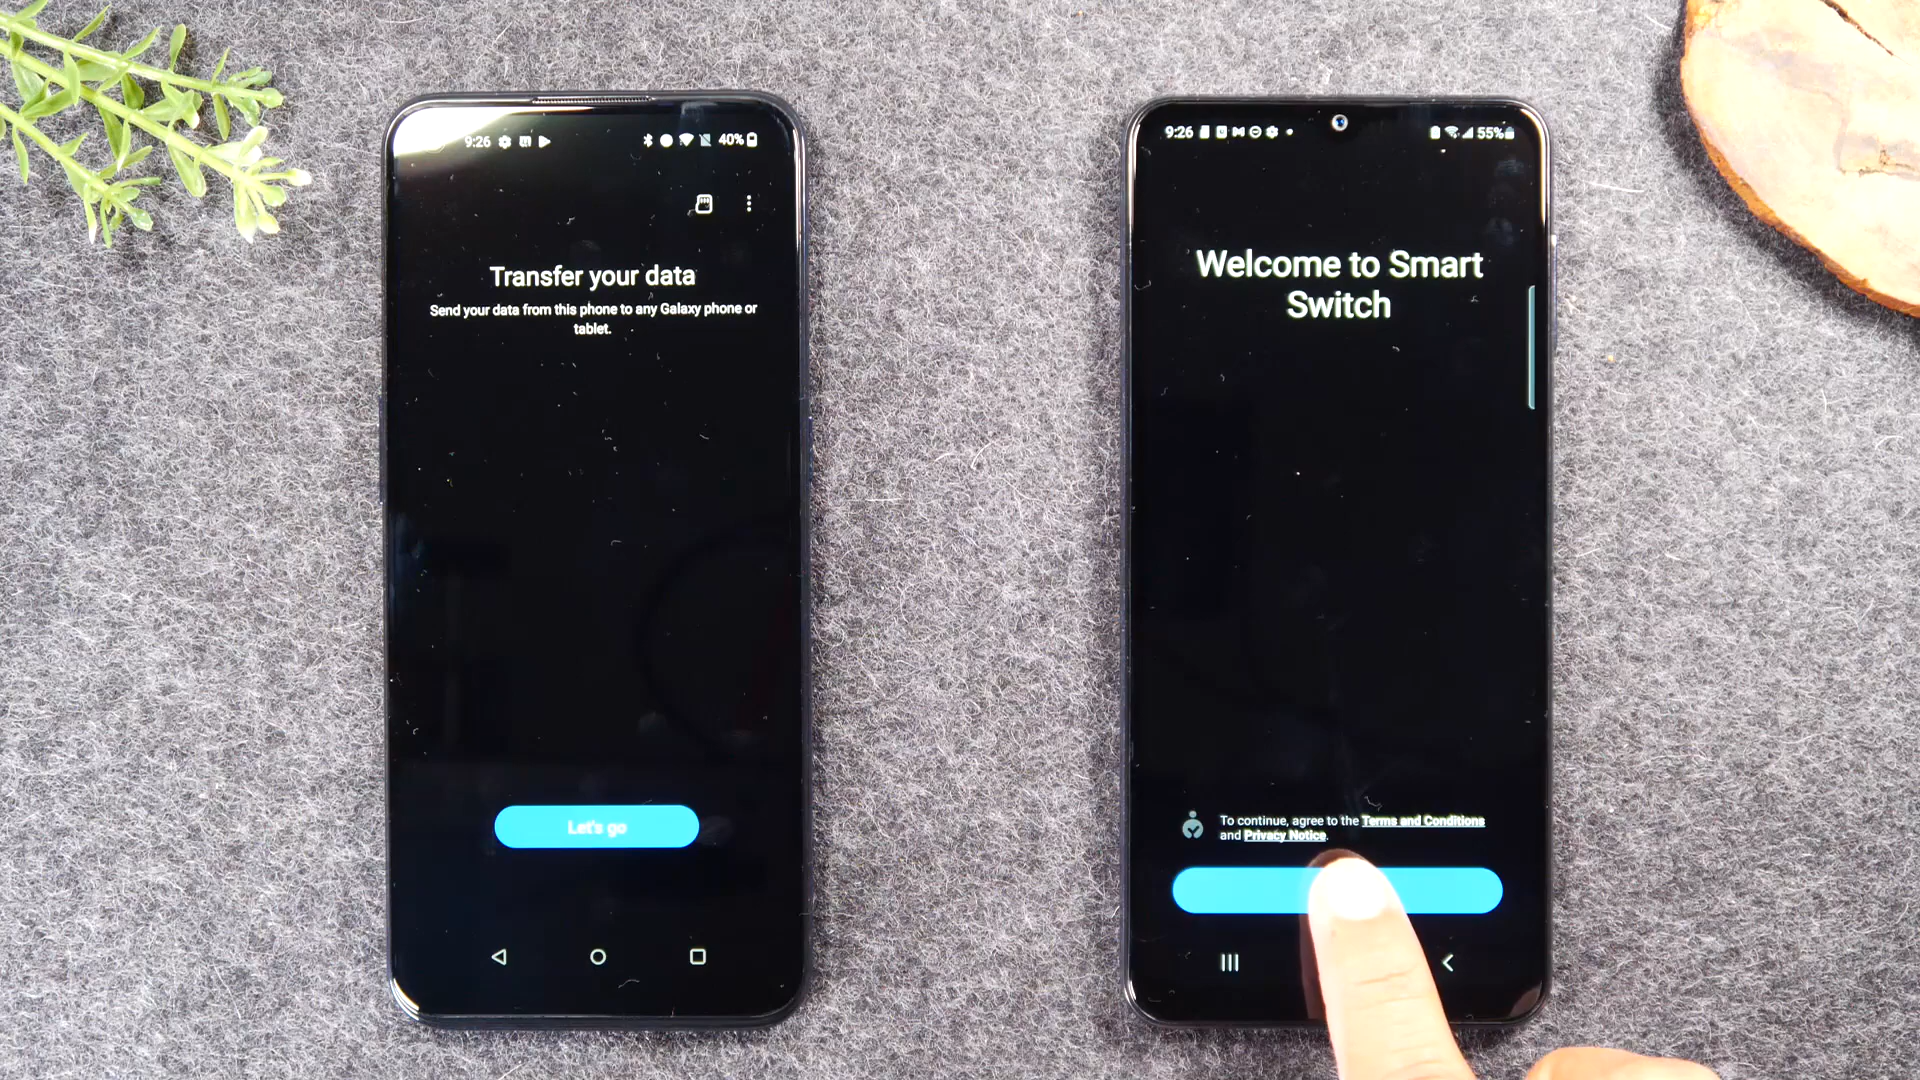 9:26
40%
Transfer your data
Send your data from this phone to any Galaxy phone or
tablet.
Let's go
9:26
55%
Welcome to Smart
Switch
To continue, agree to the Terms and Conditions
and Privacy Notice.